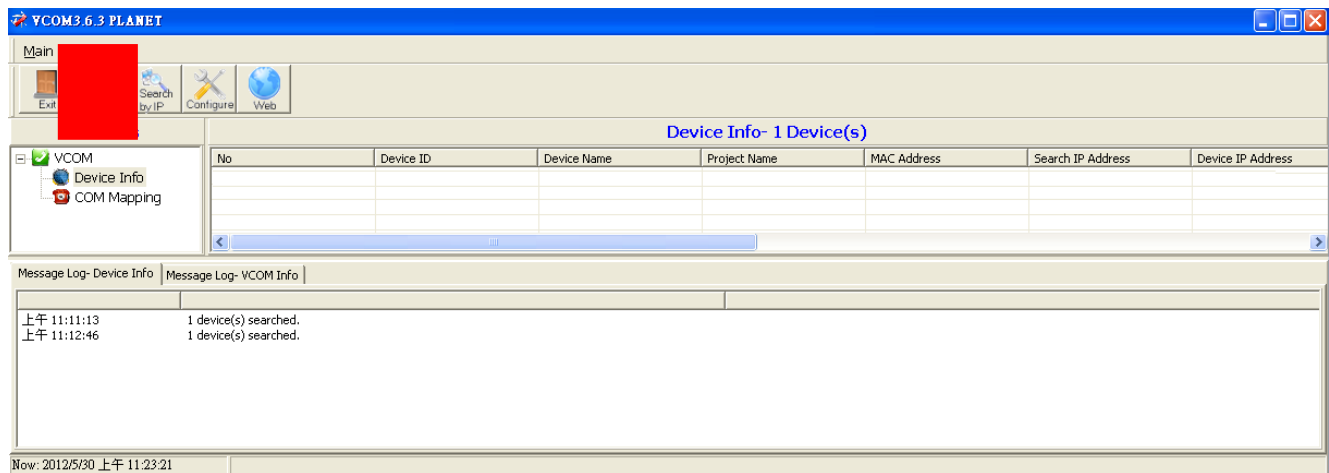 VCOM3.6.3 PLANET
Main
Exit Search by IP Configure Web
Device Info- 1 Device(s)
VCOM
Device Info
COM Mapping
No Device ID Device Name Project Name MAC Address Search IP Address Device IP Address
Message Log- Device Info Message Log- VCOM Info
上午 11:11:13 1 device(s) searched.
上午 11:12:46 1 device(s) searched.
Now: 2012/5/30 上午 11:23:21